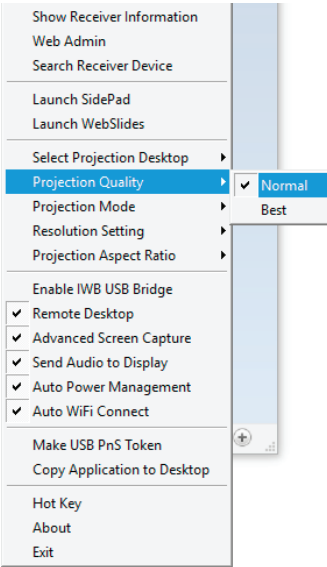 Show Receiver Information
Web Admin
Search Receiver Device
Launch SidePad
Launch WebSlides
Select Projection Desktop
Projection Quality
Normal
Projection Mode
Best
Resolution Setting
Projection Aspect Ratio
Enable IWB USB Bridge
Remote Desktop
Advanced Screen Capture
Send Audio to Display
Auto Power Management
Auto WiFi Connect
Make USB PnS Token
Copy Application to Desktop
Hot Key
About
Exit